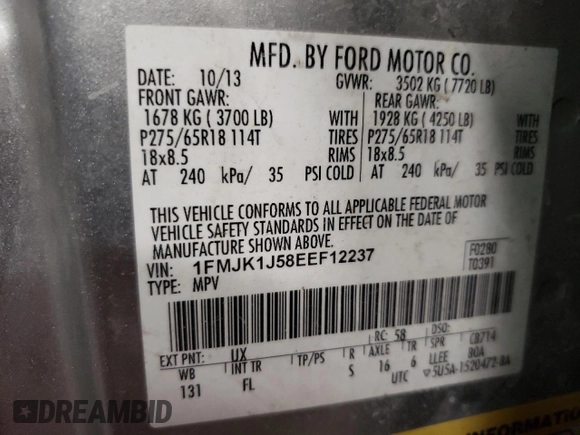 MFD. BY FORD MOTOR CO.
DATE: 10/13 GVWR: 3502 KG (7720 LB)
FRONT GAWR: REAR GAWR:
1678 KG (3700 LB) WITH 1928 KG (4250 LB) WITH
P275/65R18 114T TIRES P275/65R18 114T TIRES
18x8.5 RIMS 18x8.5 RIMS
AT 240 kPa/ 35 PSI COLD AT 240 kPa/ 35 PSI COLD
THIS VEHICLE CONFORMS TO ALL APPLICABLE FEDERAL MOTOR
VEHICLE SAFETY STANDARDS IN EFFECT ON THE DATE OF
MANUFACTURE SHOWN ABOVE.
VIN: 1FMJK1J58EEF12237 F0280
TYPE: MPV T0391
EXT PNT: UX RC: 58 DSO:
WB INT TR TP/PS R AXLE TR SPR CB714
131 FL S 16 6 LLEE BOA
UTC 5U5A-1520472-BA
DREAMBID
INFORMATION